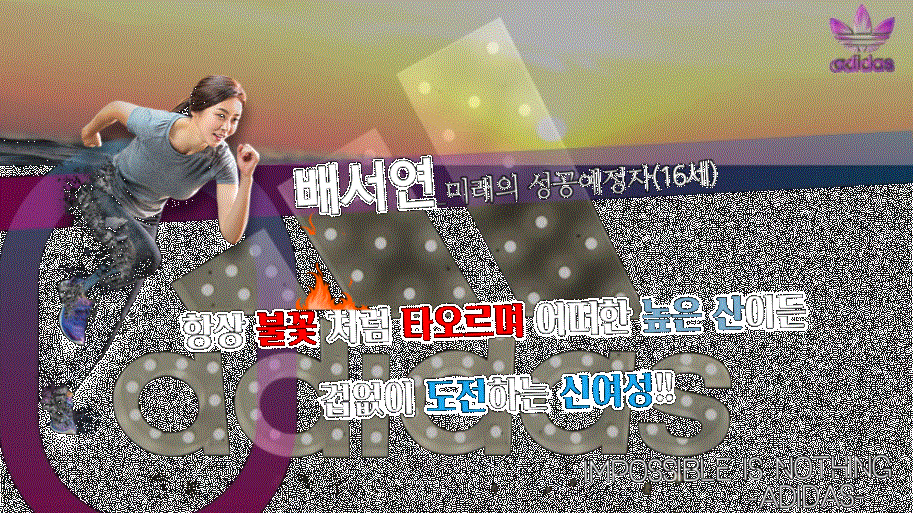 adidas
배서연_미래의 성공예정자(16세)
항장 불꽃 처럼 타오르며 어떠한 높은 산이든
겁없이 도전하는 신여성!!
adidas
IMPOSSIBLE IS NOTHING.
ADIDAS